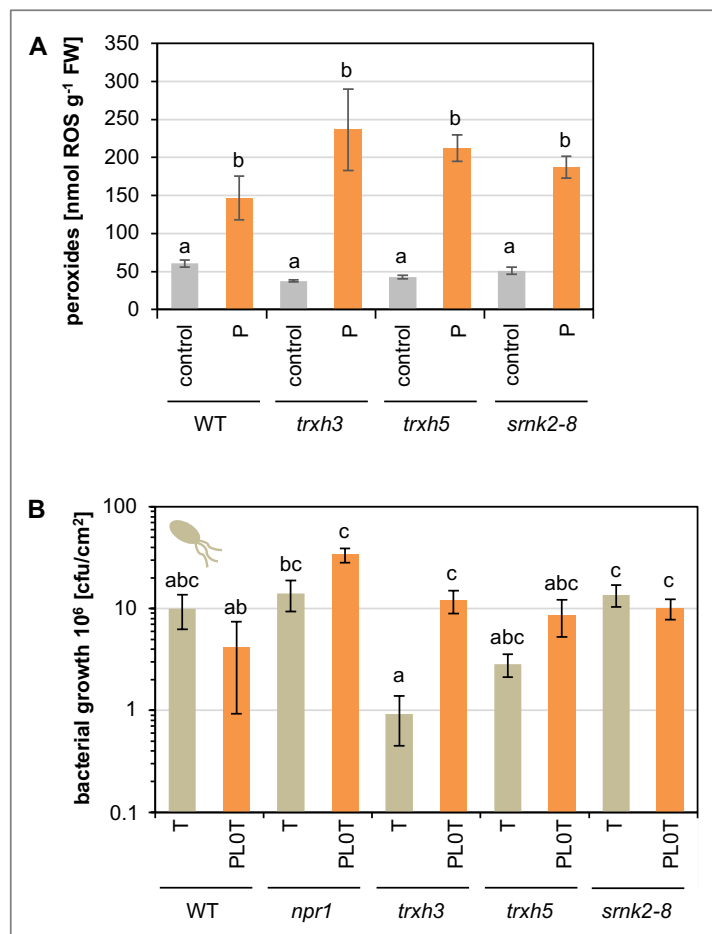 A
peroxides [nmol ROS g-1 FW]
350
300
250
200
150
100
50
0
a
b
a
b
a
b
a
b
control
P
control
P
control
P
control
P
WT
trxh3
trxh5
srnk2-8
B
bacterial growth 10⁶ [cfu/cm²]
100
10
1
0.1
abc
ab
bc
c
a
c
abc
abc
c
c
T
PL0T
T
PL0T
T
PL0T
T
PL0T
T
PL0T
WT
npr1
trxh3
trxh5
srnk2-8